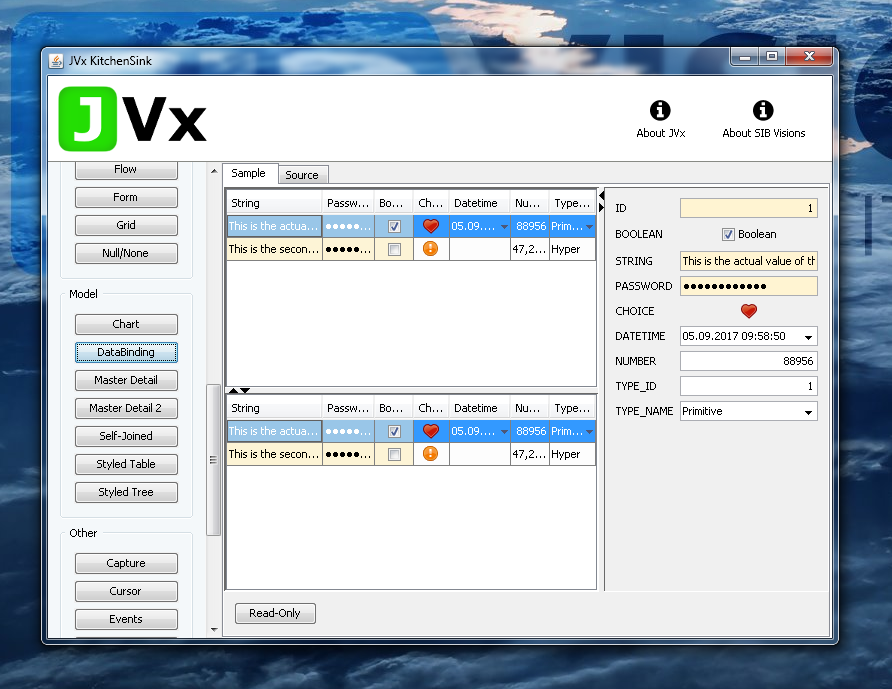 JVx KitchenSink
JVx
About JVx
About SIB Visions
Flow
Form
Grid
Null/None
Model
Chart
DataBinding
Master Detail
Master Detail 2
Self-Joined
Styled Table
Styled Tree
Other
Capture
Cursor
Events
Sample Source
String Passw... Bo... Ch... Datetime Nu... Type...
This is the actua... ●●●●●... 05.09.... 88956 Prim...
This is the secon... ●●●●●... 47,2... Hyper
String Passw... Bo... Ch... Datetime Nu... Type...
This is the actua... ●●●●●... 05.09.... 88956 Prim...
This is the secon... ●●●●●... 47,2... Hyper
Read-Only
ID 1
BOOLEAN Boolean
STRING This is the actual value of th
PASSWORD ●●●●●●●●●●●●
CHOICE
DATETIME 05.09.2017 09:58:50
NUMBER 88956
TYPE_ID 1
TYPE_NAME Primitive